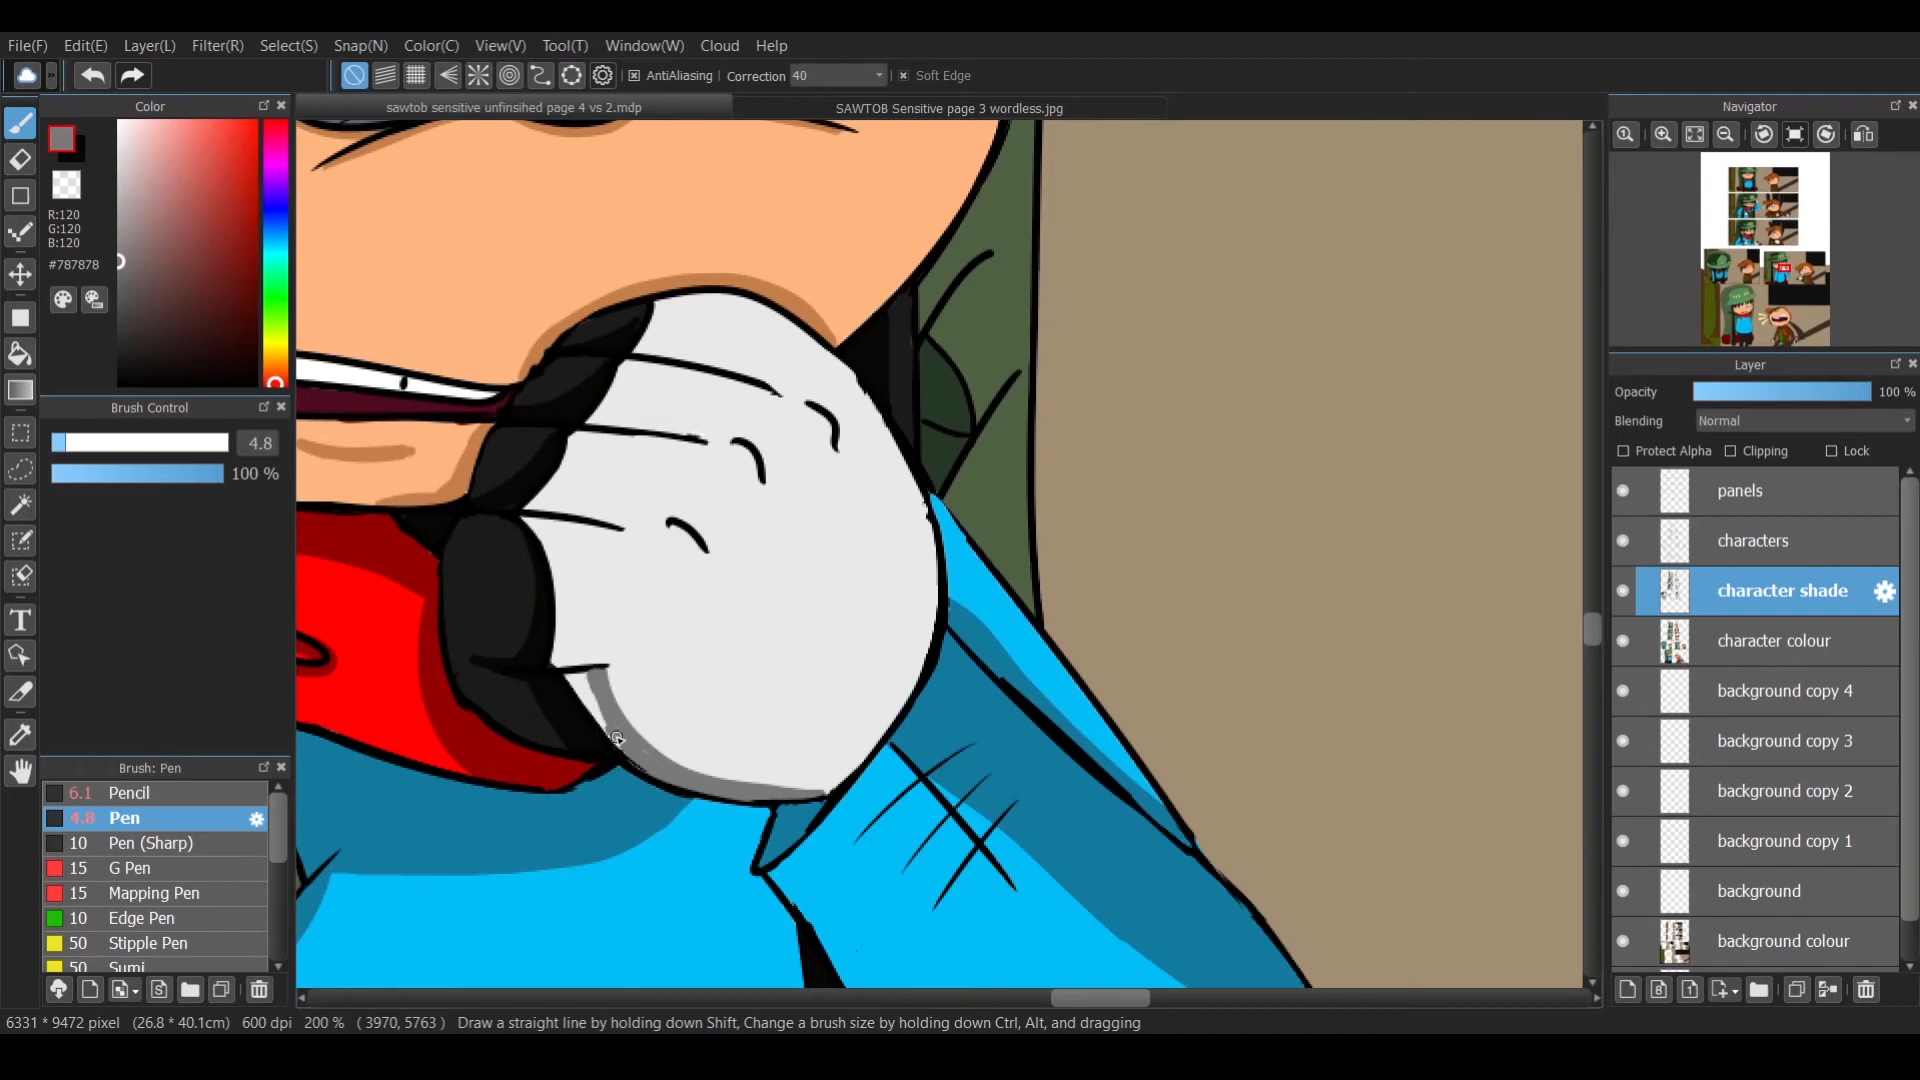 File(F) Edit(E) Layer(L) Filter(R) Select(S) Snap(N) Color(C) View(V) Tool(T) Window(W) Cloud Help
AntiAliasing Correction 40 Soft Edge
Color
sawtob sensitive unfinsihed page 4 vs 2.mdp
SAWTOB Sensitive page 3 wordless.jpg
Navigator
R:120
G:120
B:120
#787878
Brush Control
4.8
100 %
Layer
Opacity 100 %
Blending Normal
Protect Alpha Clipping Lock
panels
characters
character shade
character colour
background copy 4
background copy 3
background copy 2
background copy 1
background
background colour
Brush: Pen
6.1 Pencil
4.8 Pen
10 Pen (Sharp)
15 G Pen
15 Mapping Pen
10 Edge Pen
50 Stipple Pen
50 Sumi
6331 * 9472 pixel (26.8 * 40.1cm) 600 dpi 200 % ( 3970, 5763 ) Draw a straight line by holding down Shift, Change a brush size by holding down Ctrl, Alt, and dragging